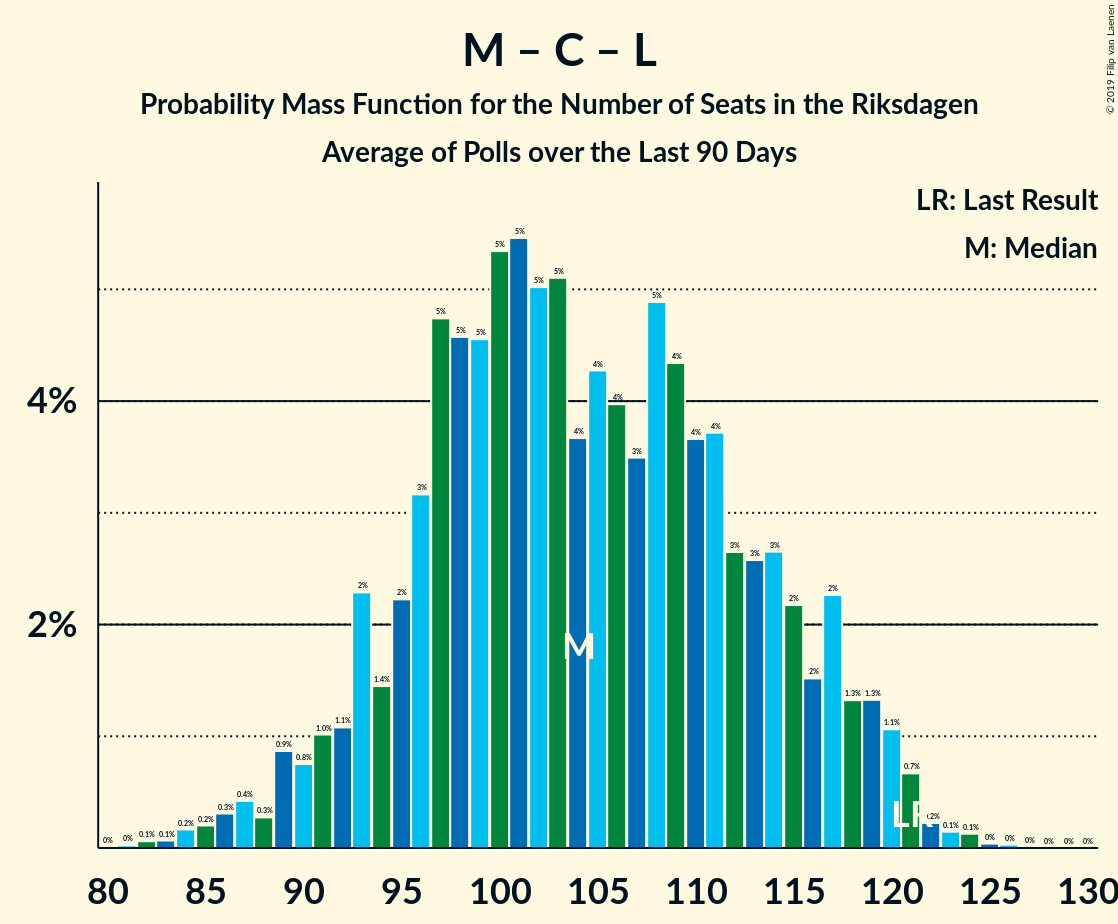 M – C – L
Probability Mass Function for the Number of Seats in the Riksdagen
Average of Polls over the Last 90 Days
© 2019 Filip van Laenen
LR: Last Result
M: Median
4%
2%
0% 0% 0.1% 0.1% 0.2% 0.2% 0.3% 0.4% 0.3% 0.9% 0.8% 1.0% 1.1% 2% 1.4% 2% 3% 5% 5% 5% 5% 5% 5% 5% 4% 4% 4% 3% 5% 4% 4% 4% 3% 3% 3% 2% 2% 2% 1.3% 1.3% 1.1% 0.7% 0.2% 0.1% 0.1% 0% 0% 0% 0% 0% 0%
M
LR
80 85 90 95 100 105 110 115 120 125 130